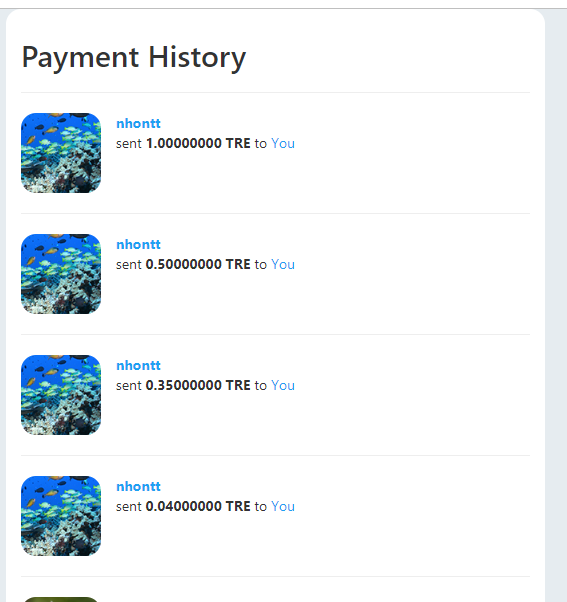 Payment History
nhontt
sent 1.00000000 TRE to You
nhontt
sent 0.50000000 TRE to You
nhontt
sent 0.35000000 TRE to You
nhontt
sent 0.04000000 TRE to You